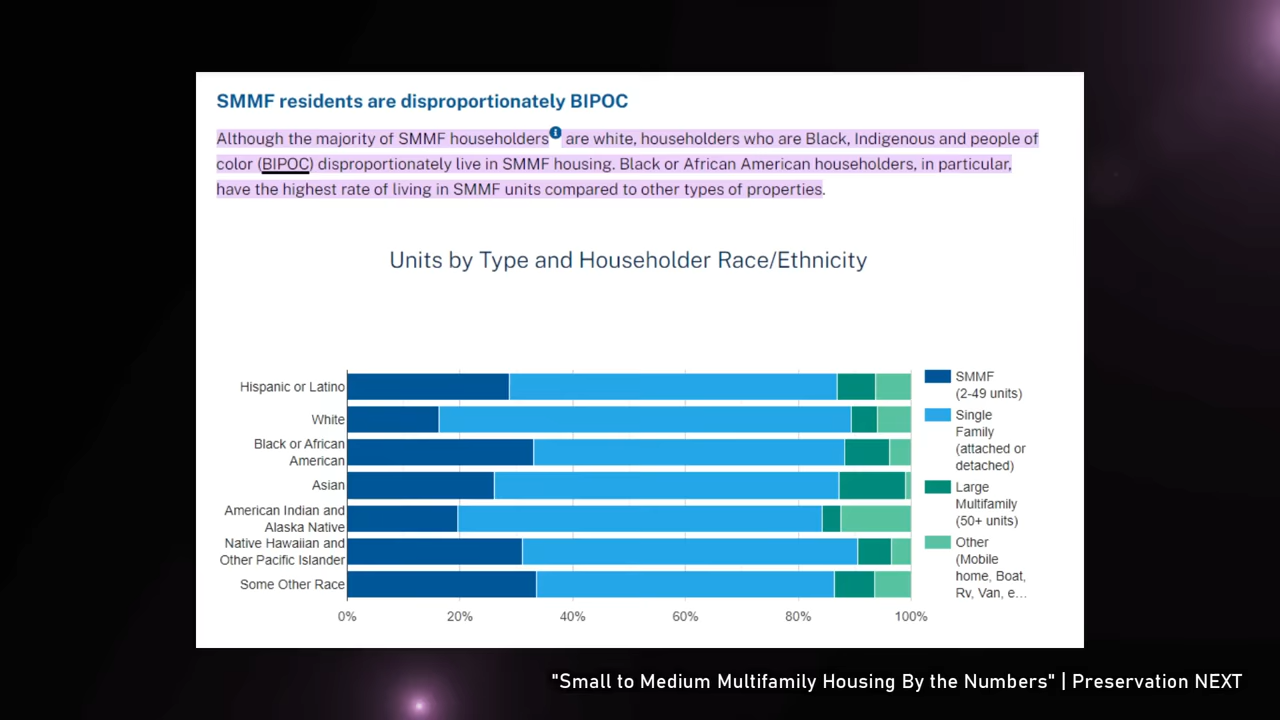 SMMF residents are disproportionately BIPOC
Although the majority of SMMF householders are white, householders who are Black, Indigenous and people of
color (BIPOC) disproportionately live in SMMF housing. Black or African American householders, in particular,
have the highest rate of living in SMMF units compared to other types of properties.
Units by Type and Householder Race/Ethnicity
Hispanic or Latino
White
Black or African
American
Asian
American Indian and
Alaska Native
Native Hawaiian and
Other Pacific Islander
Some Other Race
0% 20% 40% 60% 80% 100%
SMMF
(2-49 units)
Single
Family
(attached or
detached)
Large
Multifamily
(50+ units)
Other
(Mobile
home, Boat,
Rv, Van, e...
"Small to Medium Multifamily Housing By the Numbers" | Preservation NEXT